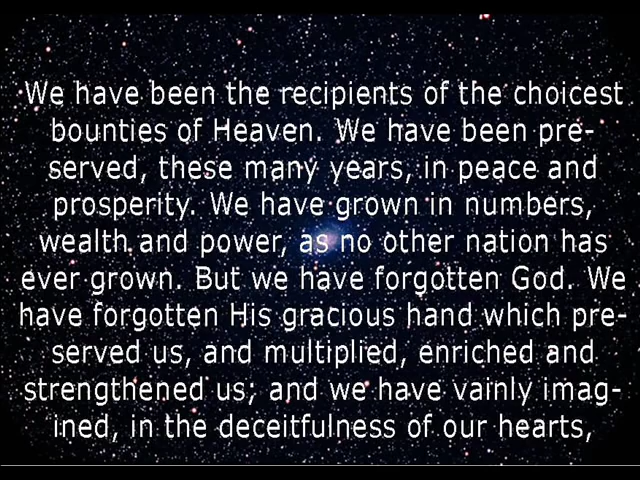 We have been the recipients of the choicest
bounties of Heaven. We have been pre-
served, these many years, in peace and
prosperity. We have grown in numbers,
wealth and power, as no other nation has
ever grown. But we have forgotten God. We
have forgotten His gracious hand which pre-
served us, and multiplied, enriched and
strengthened us; and we have vainly imag-
ined, in the deceitfulness of our hearts,